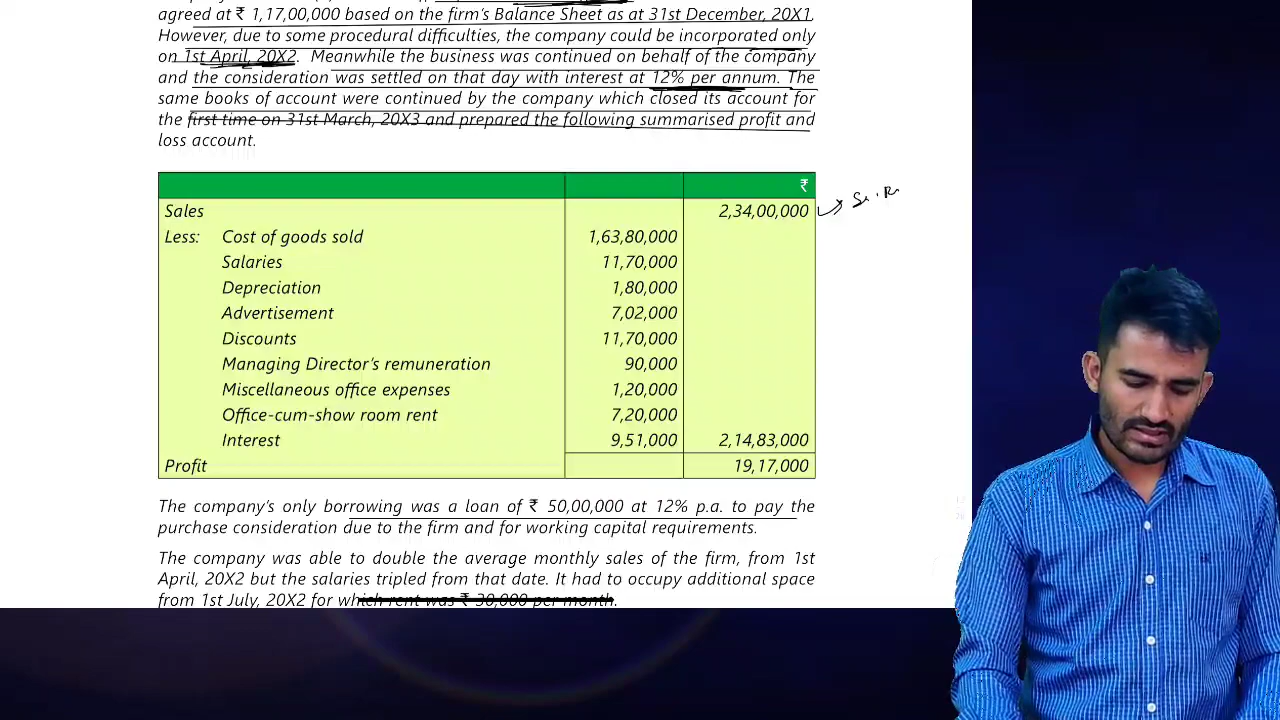 agreed at ₹ 1,17,00,000 based on the firm's Balance Sheet as at 31st December, 20X1.
However, due to some procedural difficulties, the company could be incorporated only
on 1st April, 20X2. Meanwhile the business was continued on behalf of the company
and the consideration was settled on that day with interest at 12% per annum. The
same books of account were continued by the company which closed its account for
the first time on 31st March, 20X3 and prepared the following summarised profit and
loss account.
₹
Sales 2,34,00,000
Less: Cost of goods sold 1,63,80,000
Salaries 11,70,000
Depreciation 1,80,000
Advertisement 7,02,000
Discounts 11,70,000
Managing Director's remuneration 90,000
Miscellaneous office expenses 1,20,000
Office-cum-show room rent 7,20,000
Interest 9,51,000 2,14,83,000
Profit 19,17,000
The company's only borrowing was a loan of ₹ 50,00,000 at 12% p.a. to pay the
purchase consideration due to the firm and for working capital requirements.
The company was able to double the average monthly sales of the firm, from 1st
April, 20X2 but the salaries tripled from that date. It had to occupy additional space
from 1st July, 20X2 for which rent was ₹ 30,000 per month.